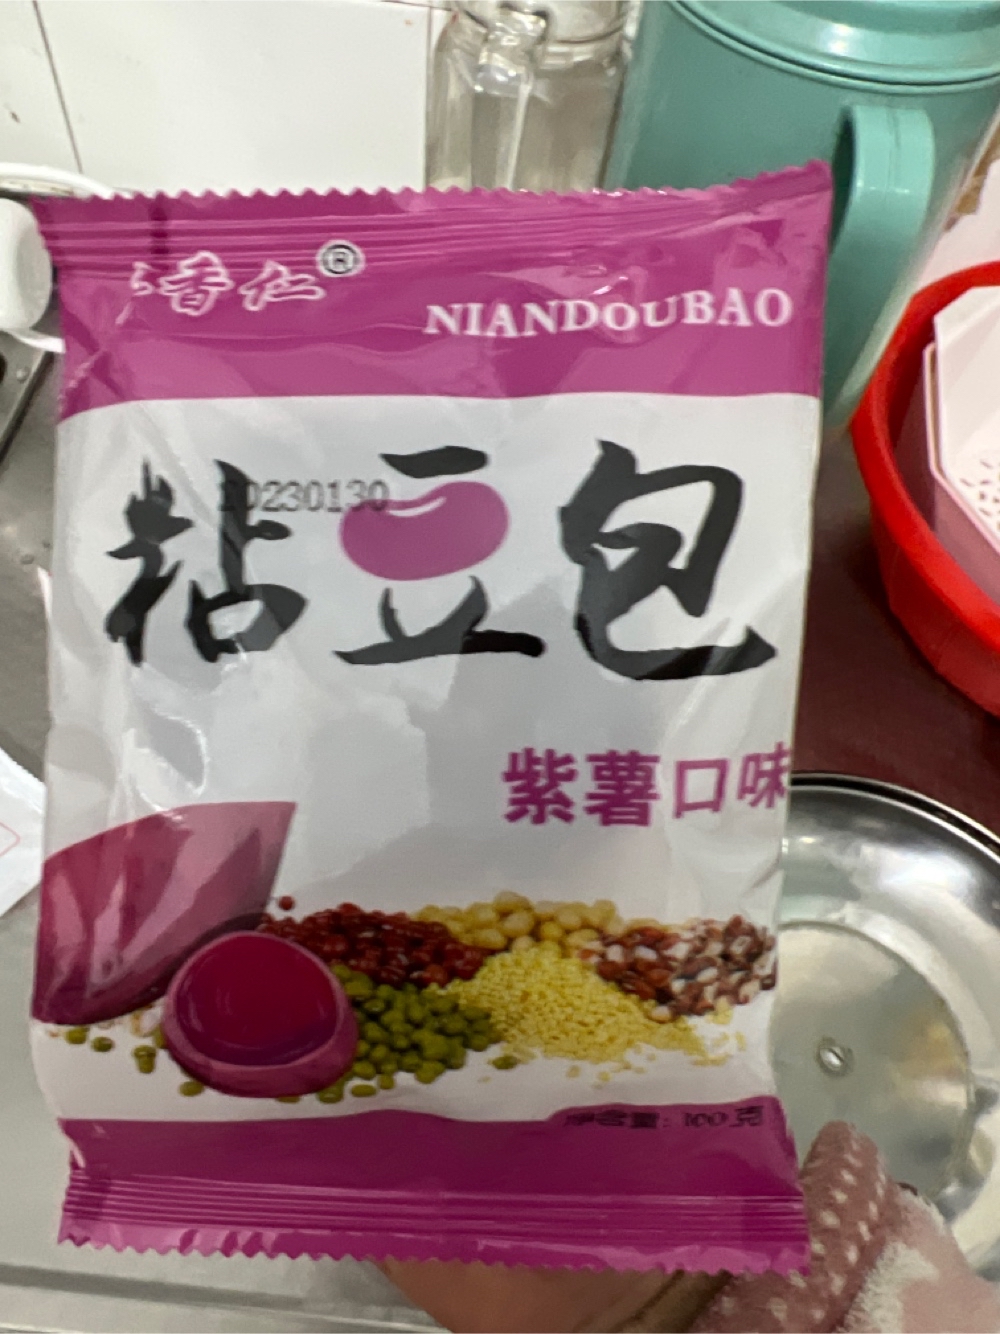 香仁®
NIANDOUBAO
粘豆包
20230130
紫薯口味
净含量：100克